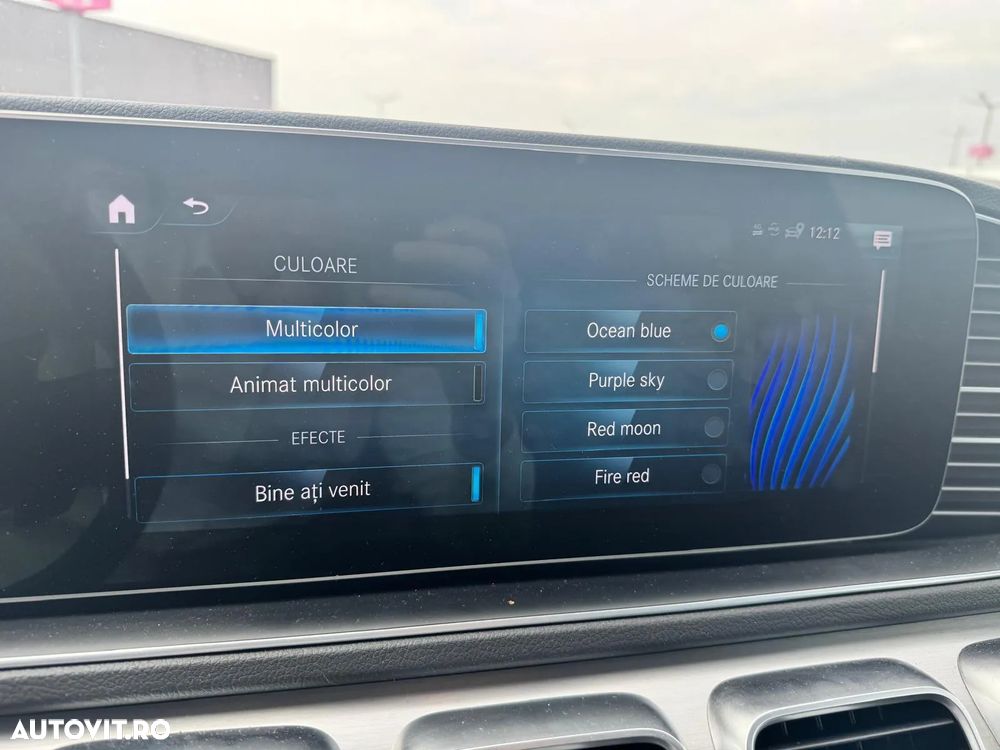 12:12
CULOARE
Multicolor
Animat multicolor
EFECTE
Bine ați venit
SCHEME DE CULOARE
Ocean blue
Purple sky
Red moon
Fire red
AUTOVIT.RO